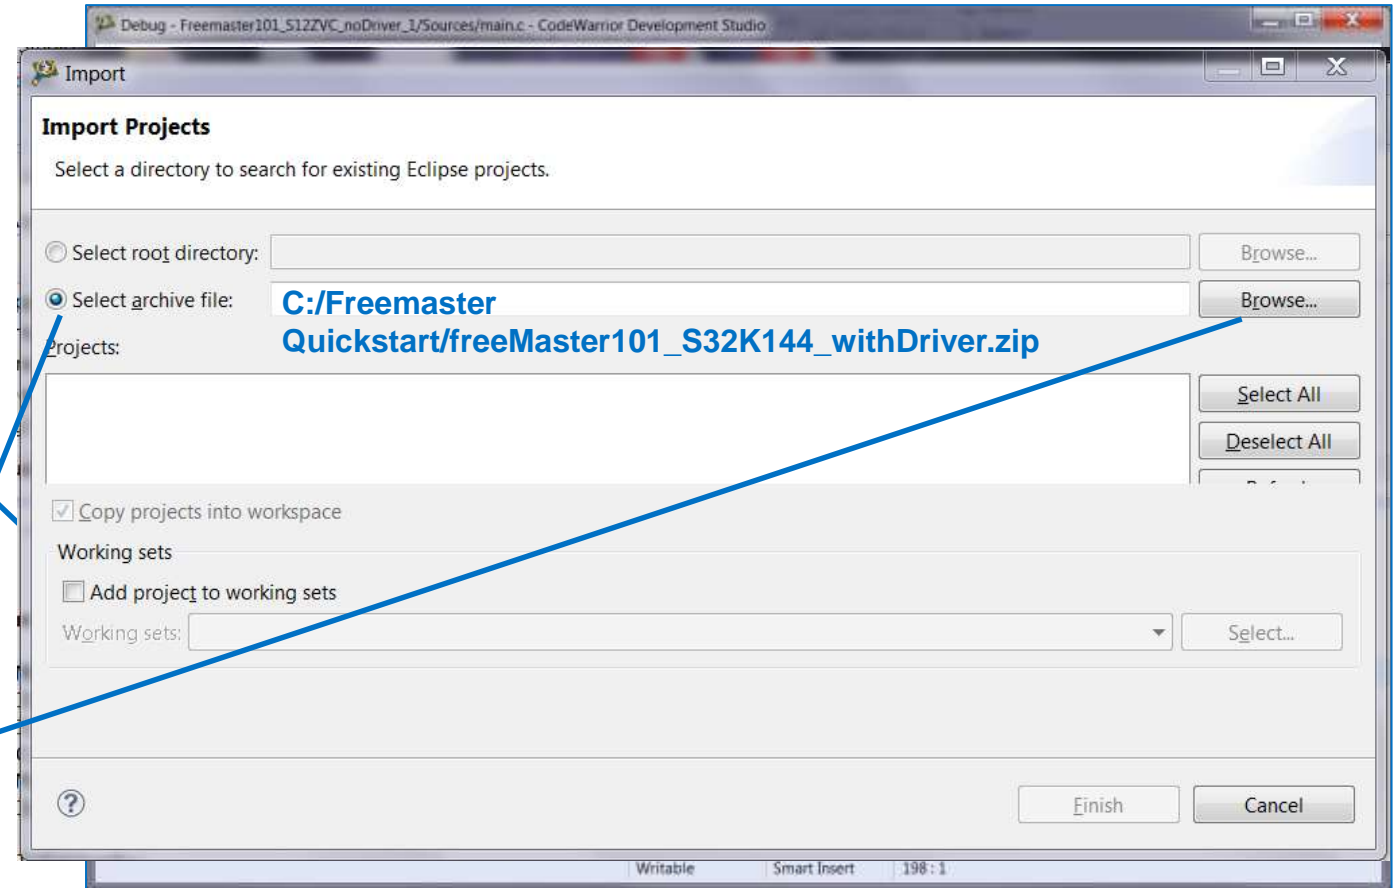 Debug - Freemaster101_S12ZVC_noDriver_1/Sources/main.c - CodeWarrior Development Studio
Import
Import Projects
Select a directory to search for existing Eclipse projects.
Select root directory:
Browse...
Select archive file:
C:/Freemaster
Browse...
Quickstart/freeMaster101_S32K144_withDriver.zip
Projects:
Select All
Deselect All
Copy projects into workspace
Working sets
Add project to working sets
Working sets:
Select...
?
Finish
Cancel
Writable
Smart Insert
198 : 1